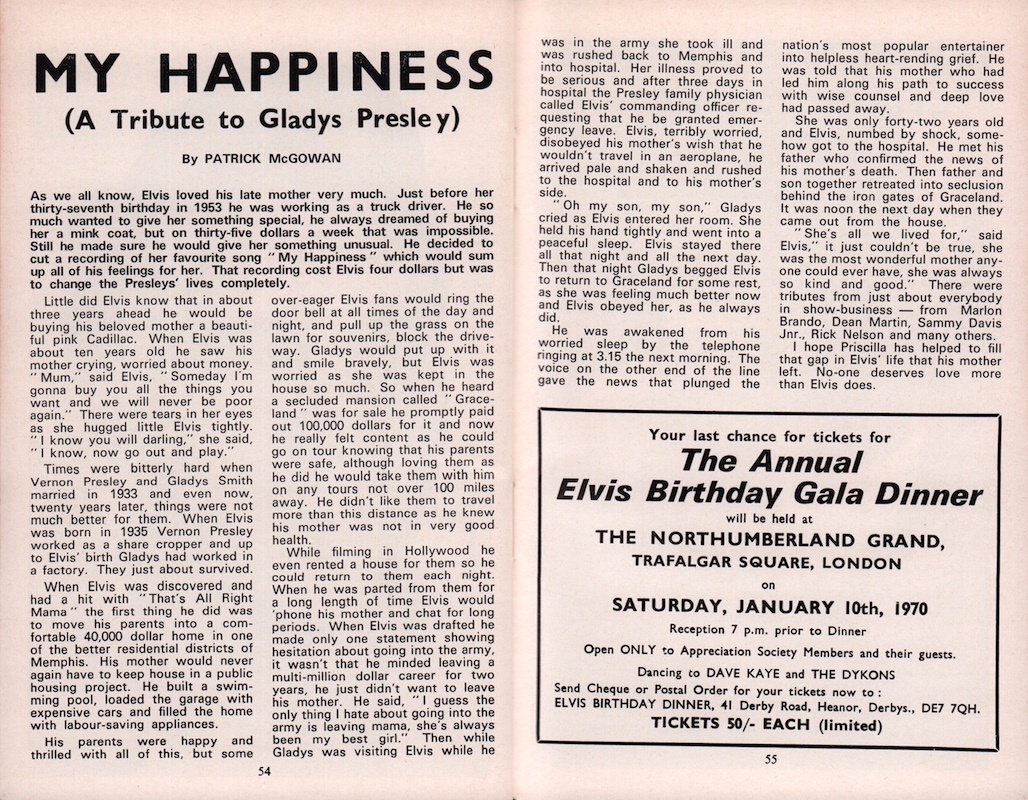 MY HAPPINESS
(A Tribute to Gladys Presley)
By PATRICK McGOWAN
As we all know, Elvis loved his late mother very much. Just before her
thirty-seventh birthday in 1953 he was working as a truck driver. He so
much wanted to give her something special, he always dreamed of buying
her a mink coat, but on thirty-five dollars a week that was impossible.
Still he made sure he would give her something unusual. He decided to
cut a recording of her favourite song "My Happiness" which would sum
up all of his feelings for her. That recording cost Elvis four dollars but was
to change the Presleys' lives completely.
Little did Elvis know that in about
three years ahead he would be
buying his beloved mother a beauti-
ful pink Cadillac. When Elvis was
about ten years old he saw his
mother crying, worried about money.
"Mum," said Elvis, "Someday I'm
gonna buy you all the things you
want and we will never be poor
again." There were tears in her eyes
as she hugged little Elvis tightly.
"I know you will darling," she said,
"I know, now go out and play."
Times were bitterly hard when
Vernon Presley and Gladys Smith
married in 1933 and even now,
twenty years later, things were not
much better for them. When Elvis
was born in 1935 Vernon Presley
worked as a share cropper and up
to Elvis' birth Gladys had worked in
a factory. They just about survived.
When Elvis was discovered and
had a hit with "That's All Right
Mama" the first thing he did was
to move his parents into a com-
fortable 40,000 dollar home in one
of the better residential districts of
Memphis. His mother would never
again have to keep house in a public
housing project. He built a swim-
ming pool, loaded the garage with
expensive cars and filled the home
with labour-saving appliances.
His parents were happy and
thrilled with all of this, but some
over-eager Elvis fans would ring the
door bell at all times of the day and
night, and pull up the grass on the
lawn for souvenirs, block the drive-
way. Gladys would put up with it
and smile bravely, but Elvis was
worried as she was kept in the
house so much. So when he heard
a secluded mansion called "Grace-
land" was for sale he promptly paid
out 100,000 dollars for it and now
he really felt content as he could
go on tour knowing that his parents
were safe, although loving them as
he did he would take them with him
on any tours not over 100 miles
away. He didn't like them to travel
more than this distance as he knew
his mother was not in very good
health.
While filming in Hollywood he
even rented a house for them so he
could return to them each night.
When he was parted from them for
a long length of time Elvis would
'phone his mother and chat for long
periods. When Elvis was drafted he
made only one statement showing
hesitation about going into the army,
it wasn't that he minded leaving a
multi-million dollar career for two
years, he just didn't want to leave
his mother. He said, "I guess the
only thing I hate about going into the
army is leaving mama, she's always
been my best girl." Then while
Gladys was visiting Elvis while he
54
was in the army she took ill and
was rushed back to Memphis and
into hospital. Her illness proved to
be serious and after three days in
hospital the Presley family physician
called Elvis' commanding officer re-
questing that he be granted emer-
gency leave. Elvis, terribly worried,
disobeyed his mother's wish that he
wouldn't travel in an aeroplane, he
arrived pale and shaken and rushed
to the hospital and to his mother's
side.
"Oh my son, my son," Gladys
cried as Elvis entered her room. She
held his hand tightly and went into a
peaceful sleep. Elvis stayed there
all that night and all the next day.
Then that night Gladys begged Elvis
to return to Graceland for some rest,
as she was feeling much better now
and Elvis obeyed her, as he always
did.
He was awakened from his
worried sleep by the telephone
ringing at 3.15 the next morning. The
voice on the other end of the line
gave the news that plunged the
nation's most popular entertainer
into helpless heart-rending grief. He
was told that his mother who had
led him along his path to success
with wise counsel and deep love
had passed away.
She was only forty-two years old
and Elvis, numbed by shock, some-
how got to the hospital. He met his
father who confirmed the news of
his mother's death. Then father and
son together retreated into seclusion
behind the iron gates of Graceland.
It was noon the next day when they
came out from the house.
"She's all we lived for," said
Elvis," it just couldn't be true, she
was the most wonderful mother any-
one could ever have, she was always
so kind and good." There were
tributes from just about everybody
in show-business — from Marlon
Brando, Dean Martin, Sammy Davis
Jnr., Rick Nelson and many others.
I hope Priscilla has helped to fill
that gap in Elvis' life that his mother
left. No-one deserves love more
than Elvis does.
Your last chance for tickets for
The Annual
Elvis Birthday Gala Dinner
will be held at
THE NORTHUMBERLAND GRAND,
TRAFALGAR SQUARE, LONDON
on
SATURDAY, JANUARY 10th, 1970
Reception 7 p.m. prior to Dinner
Open ONLY to Appreciation Society Members and their guests.
Dancing to DAVE KAYE and THE DYKONS
Send Cheque or Postal Order for your tickets now to :
ELVIS BIRTHDAY DINNER, 41 Derby Road, Heanor, Derbys., DE7 7QH.
TICKETS 50/- EACH (limited)
55